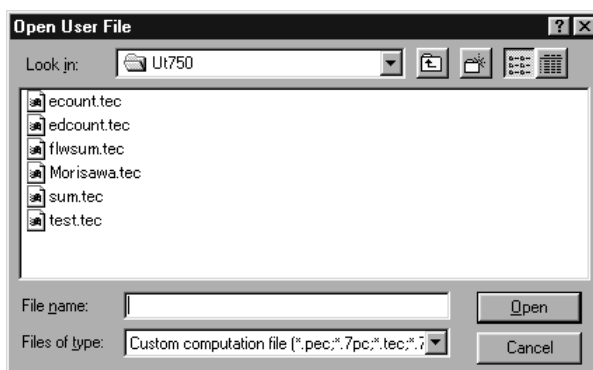 Open User File
Look in: Ut750
ecount.tec
edcount.tec
flwsum.tec
Morisawa.tec
sum.tec
test.tec
File name: Open
Files of type: Custom computation file (*.pec;*.7pc;*.tec;*.7 Cancel